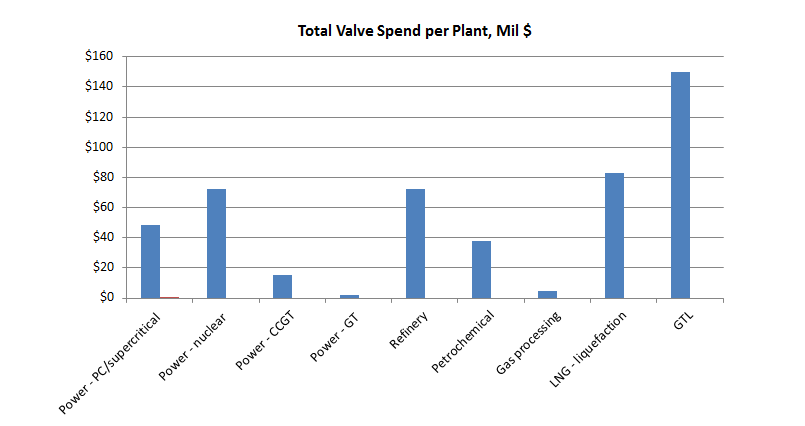 Total Valve Spend per Plant, Mil $
$160
$140
$120
$100
$80
$60
$40
$20
$0
Power - PC/supercritical
Power - nuclear
Power - CCGT
Power - GT
Refinery
Petrochemical
Gas processing
LNG - liquefaction
GTL